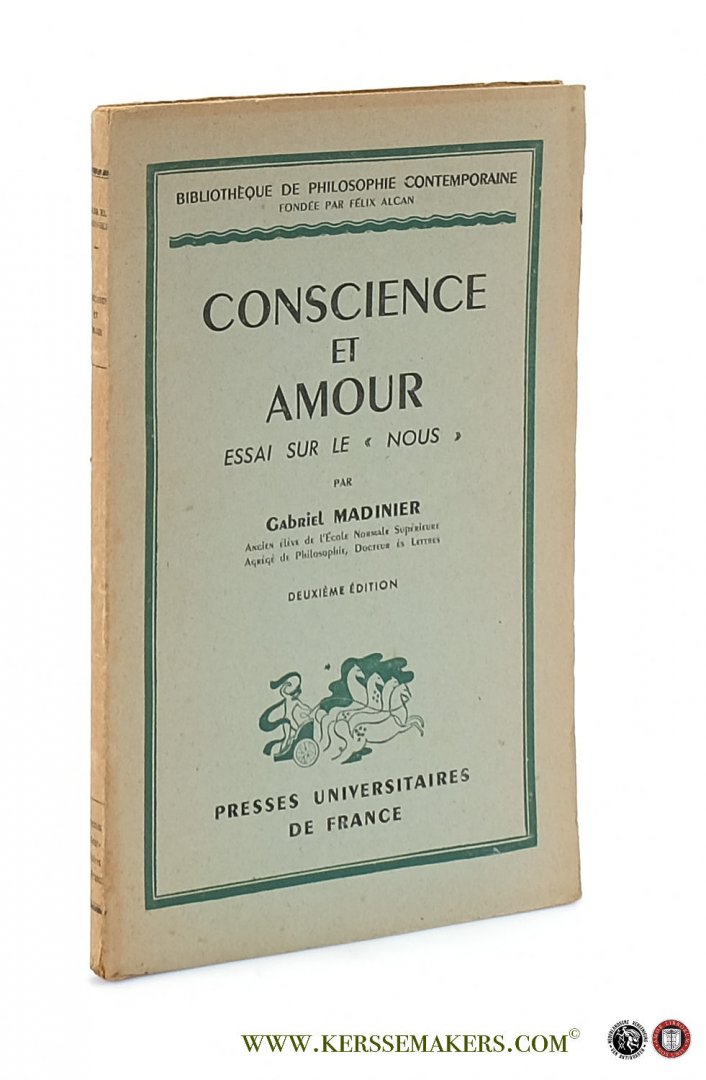 BIBLIOTHÈQUE DE PHILOSOPHIE CONTEMPORAINE
FONDÉE PAR FÉLIX ALCAN
CONSCIENCE
ET
AMOUR
ESSAI SUR LE « NOUS »
PAR
Gabriel MADINIER
Ancien élève de l'École Normale Supérieure
Agrégé de Philosophie, Docteur ès Lettres
DEUXIÈME ÉDITION
PRESSES UNIVERSITAIRES
DE FRANCE
WWW.KERSSEMAKERS.COM©